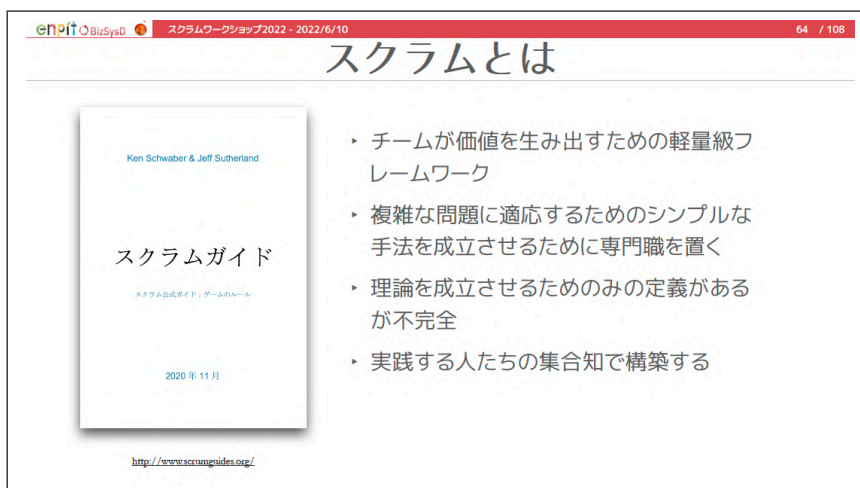 enpiT BizSysD スクラムワークショップ2022 - 2022/6/10 64 / 108
スクラムとは
Ken Schwaber & Jeff Sutherland
スクラムガイド
スクラム公式ガイド：ゲームのルール
2020 年 11 月
http://www.scrumguides.org/
‣ チームが価値を生み出すための軽量級フ
レームワーク
‣ 複雑な問題に適応するためのシンプルな
手法を成立させるために専門職を置く
‣ 理論を成立させるためのみの定義がある
が不完全
‣ 実践する人たちの集合知で構築する